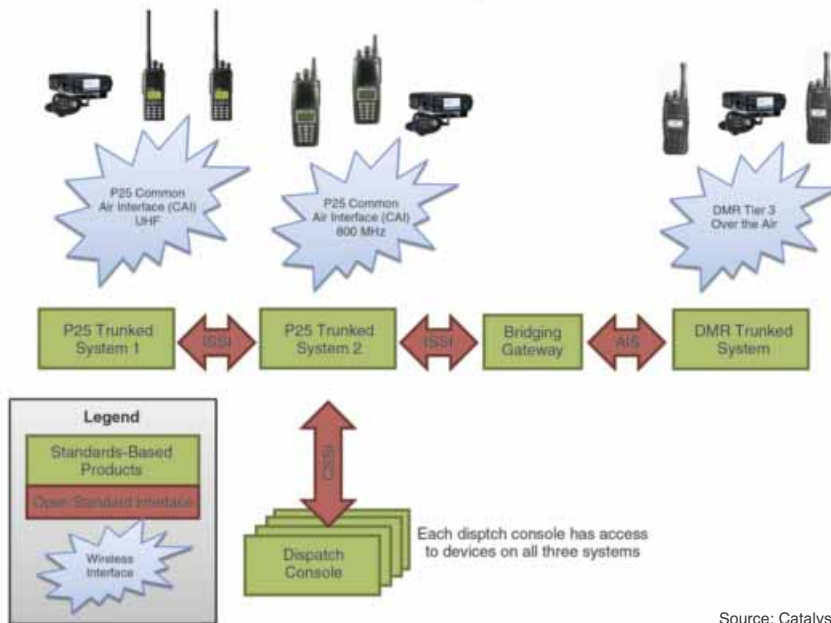 P25 Common
Air Interface (CAI)
UHF
P25 Common
Air Interface (CAI)
800 MHz
DMR Tier 3
Over the Air
P25 Trunked
System 1
ISSI
P25 Trunked
System 2
ISSI
Bridging
Gateway
AIS
DMR Trunked
System
Legend
Standards-Based
Products
Open Standard Interface
Wireless
Interface
CSSI
Dispatch
Console
Each disptch console has access
to devices on all three systems
Source: Catalys